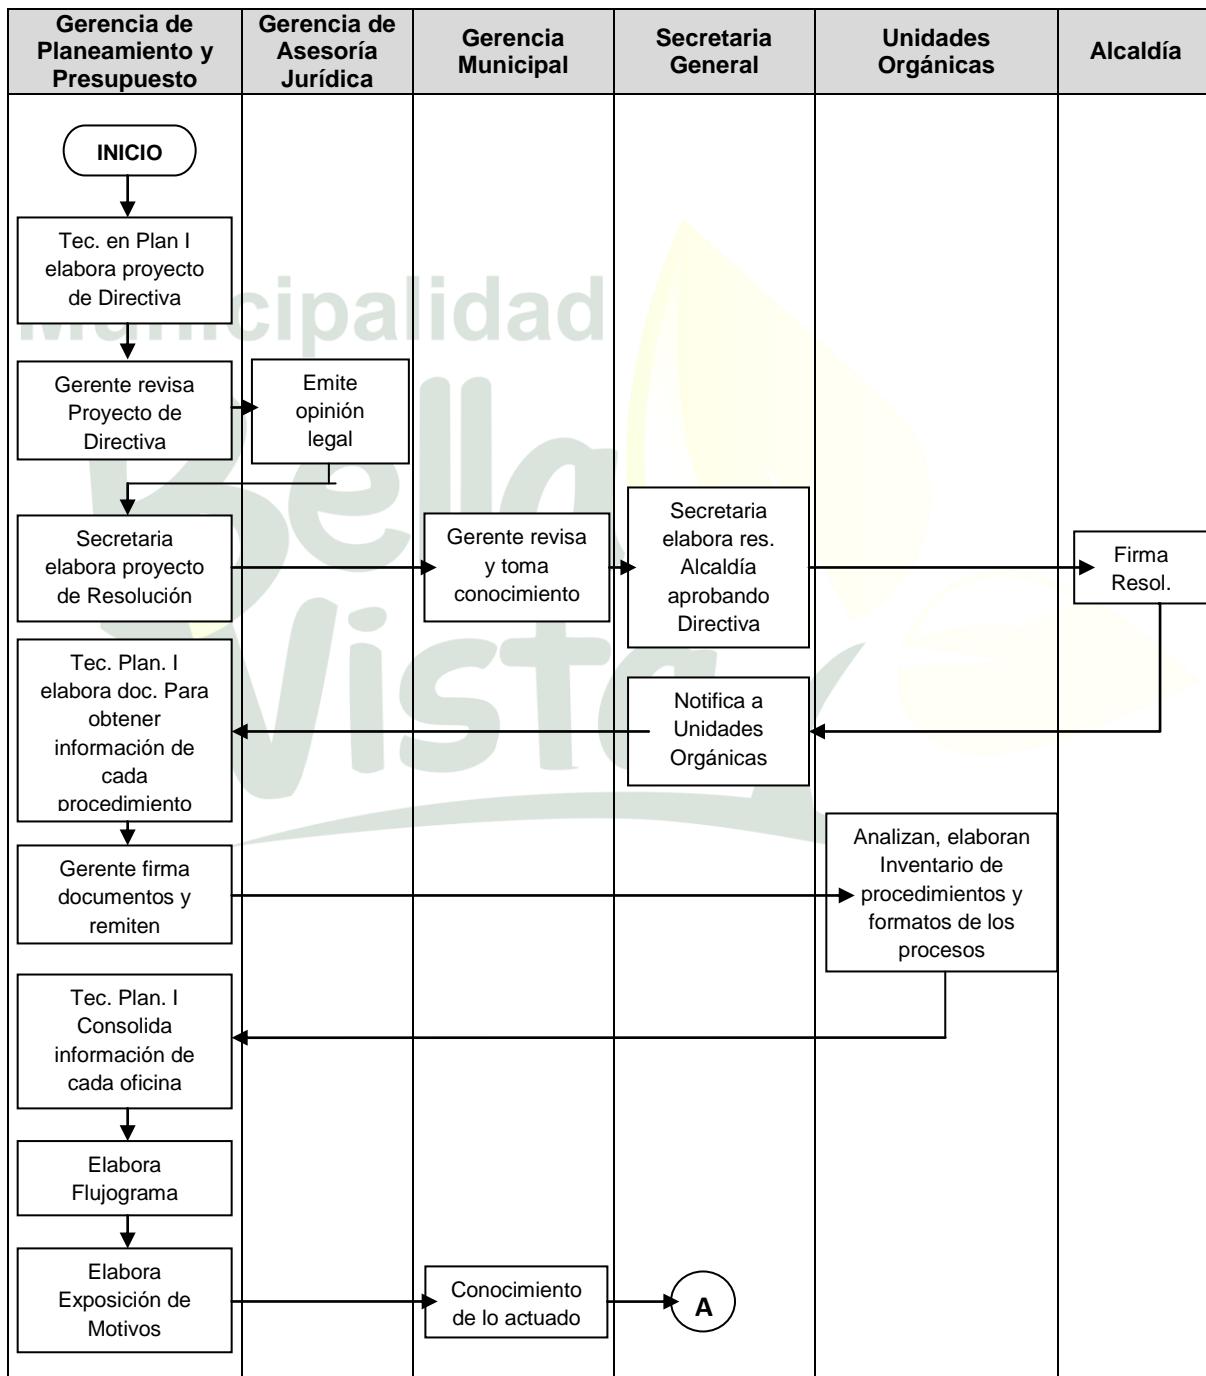 Gerencia de
Planeamiento y
Presupuesto
Gerencia de
Asesoría
Jurídica
Gerencia
Municipal
Secretaria
General
Unidades
Orgánicas
Alcaldía
INICIO
Tec. en Plan I
elabora proyecto
de Directiva
Municipalidad
Bella
Vista
Gerente revisa
Proyecto de
Directiva
Emite
opinión
legal
Secretaria
elabora proyecto
de Resolución
Gerente revisa
y toma
conocimiento
Secretaria
elabora res.
Alcaldía
aprobando
Directiva
Firma
Resol.
Notifica a
Unidades
Orgánicas
Tec. Plan. I
elabora doc. Para
obtener
información de
cada
procedimiento
Gerente firma
documentos y
remiten
Analizan, elaboran
Inventario de
procedimientos y
formatos de los
procesos
Tec. Plan. I
Consolida
información de
cada oficina
Elabora
Flujograma
Elabora
Exposición de
Motivos
Conocimiento
de lo actuado
A